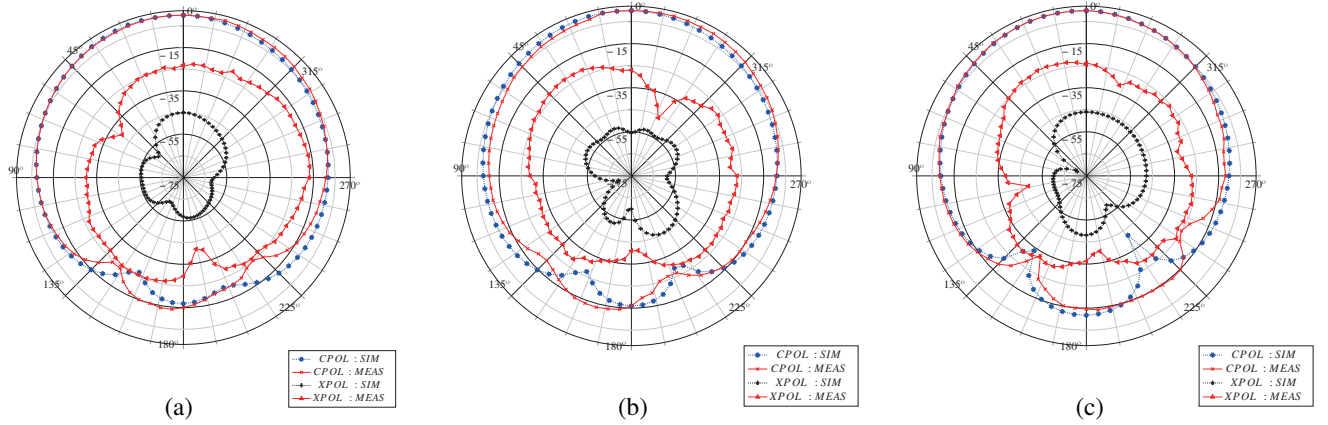 0°
45°
315°
−15
−35
−55
−75
90°
270°
135°
225°
180°
CPOL : SIM
CPOL : MEAS
XPOL : SIM
XPOL : MEAS
(a)
0°
45°
315°
−15
−35
−55
−75
90°
270°
135°
225°
180°
CPOL : SIM
CPOL : MEAS
XPOL : SIM
XPOL : MEAS
(b)
0°
45°
315°
−15
−35
−55
−75
90°
270°
135°
225°
180°
CPOL : SIM
CPOL : MEAS
XPOL : SIM
XPOL : MEAS
(c)